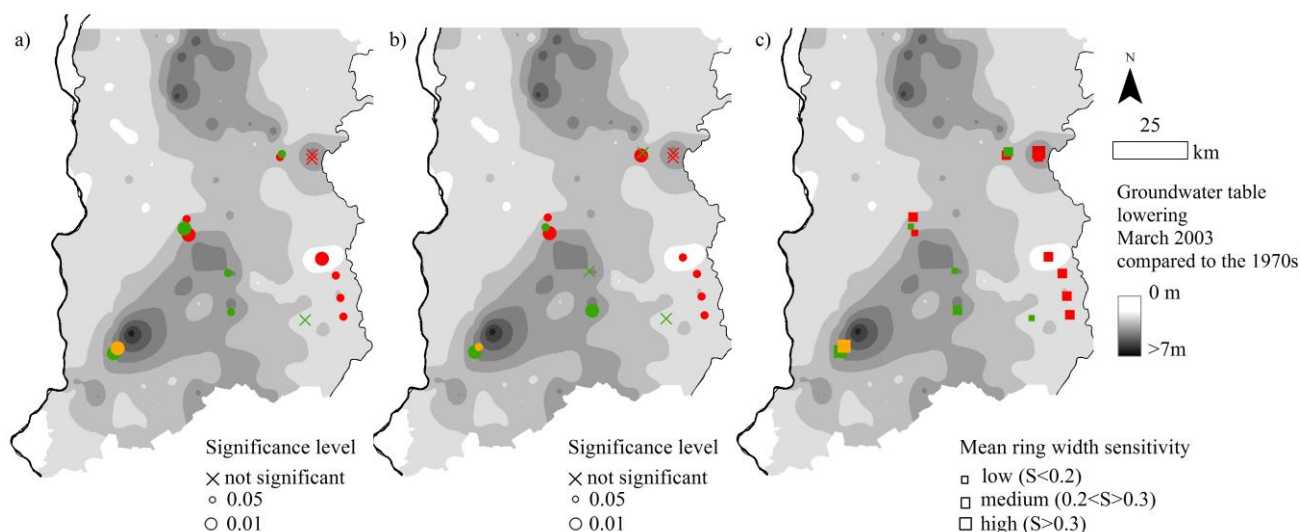 a)
b)
c)
N
25
km
Groundwater table
lowering
March 2003
compared to the 1970s
0 m
>7m
Significance level
not significant
0.05
0.01
Significance level
not significant
0.05
0.01
Mean ring width sensitivity
low (S<0.2)
medium (0.2<S>0.3)
high (S>0.3)